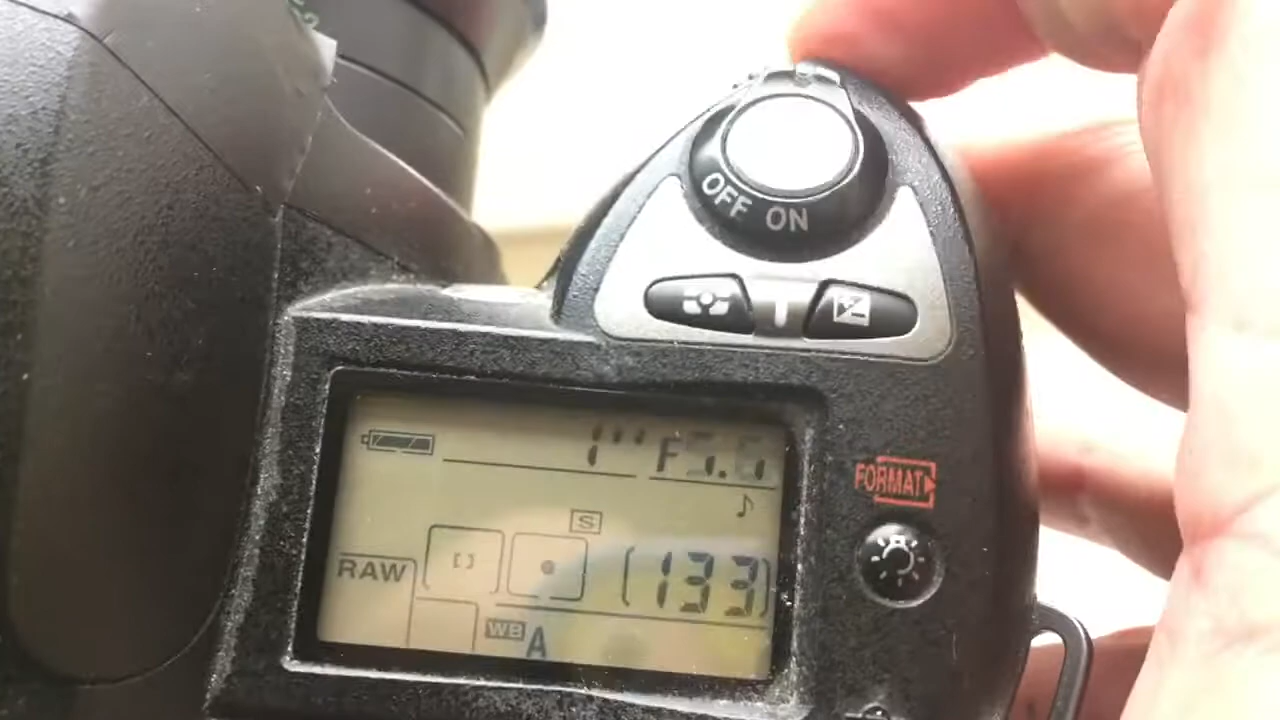 OFF ON
1" F5.6
FORMAT
S
RAW [ ] [133]
WB A